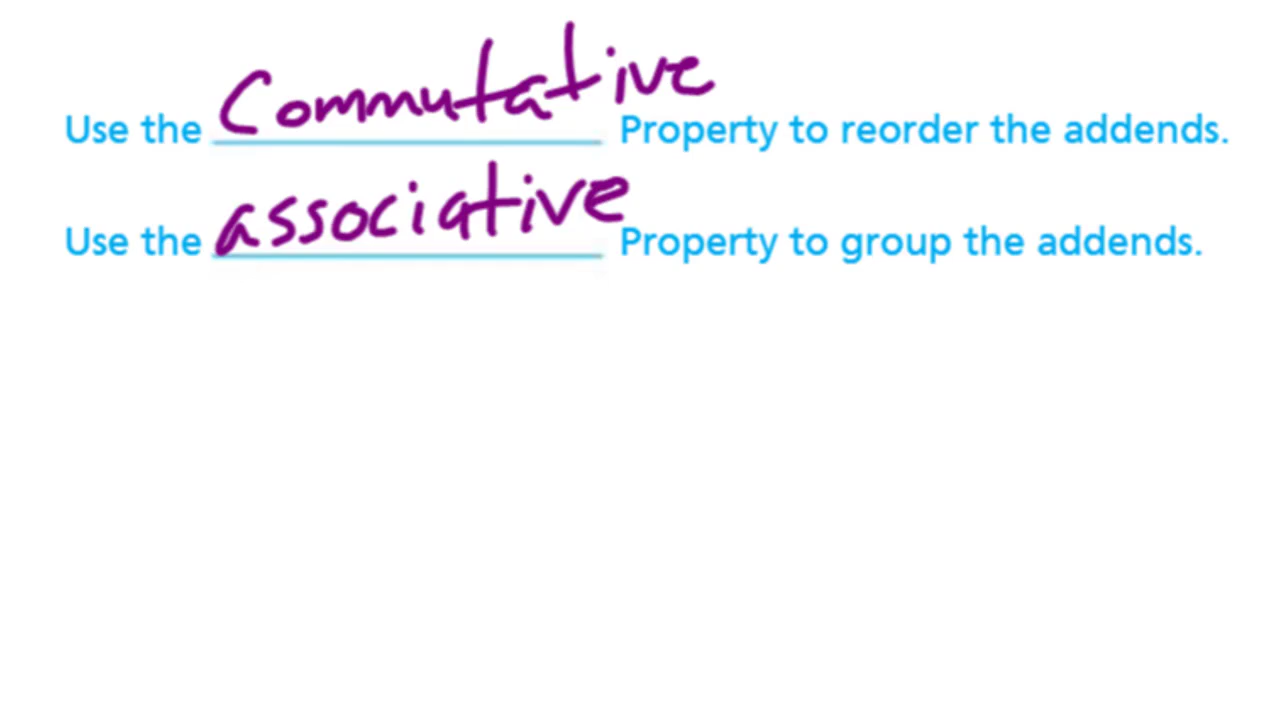 Use the Commutative Property to reorder the addends.
Use the associative Property to group the addends.